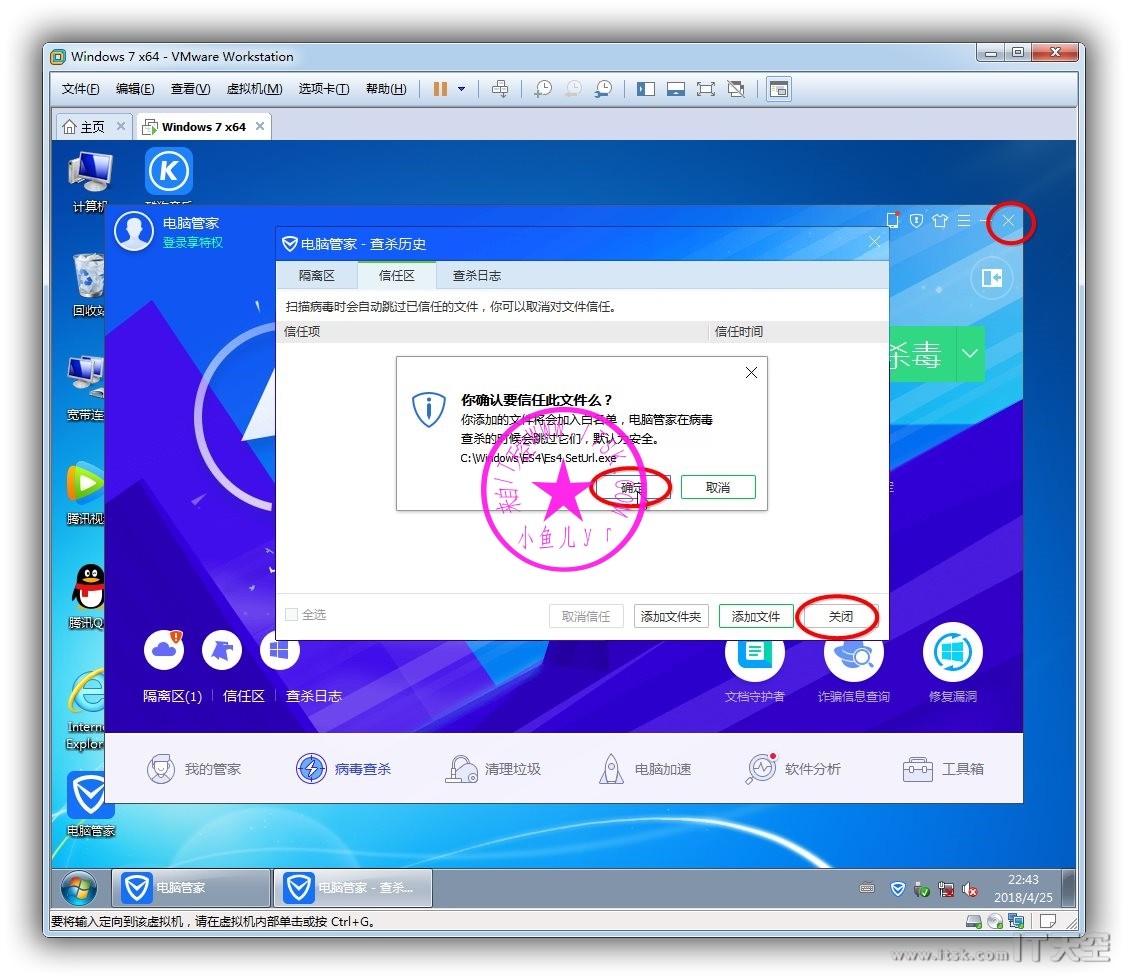 Windows 7 x64 - VMware Workstation
文件(F) 编辑(E) 查看(V) 虚拟机(M) 选项卡(T) 帮助(H)
主页 Windows 7 x64
K
计算机
电脑管家
登录享特权
电脑管家 - 查杀历史
隔离区 信任区 查杀日志
回收站
扫描病毒时会自动跳过已信任的文件，你可以取消对文件信任。
信任项 信任时间
杀毒
你确认要信任此文件么？
你添加的文件将会加入白名单，电脑管家在病毒
查杀的时候会跳过它们，默认为安全。
C:\Windows\ES4\Es4.SetUrl.exe
确定 取消
宽带连
腾讯视
小鱼儿yr
全选 取消信任 添加文件夹 添加文件 关闭
腾讯Q
隔离区(1) 信任区 查杀日志 文档守护者 诈骗信息查询 修复漏洞
Intern
Explor
我的管家 病毒查杀 清理垃圾 电脑加速 软件分析 工具箱
电脑管家
电脑管家 电脑管家 - 查杀...
22:43
2018/4/25
要将输入定向到该虚拟机，请在虚拟机内部单击或按 Ctrl+G。
www.itsk.com IT天空